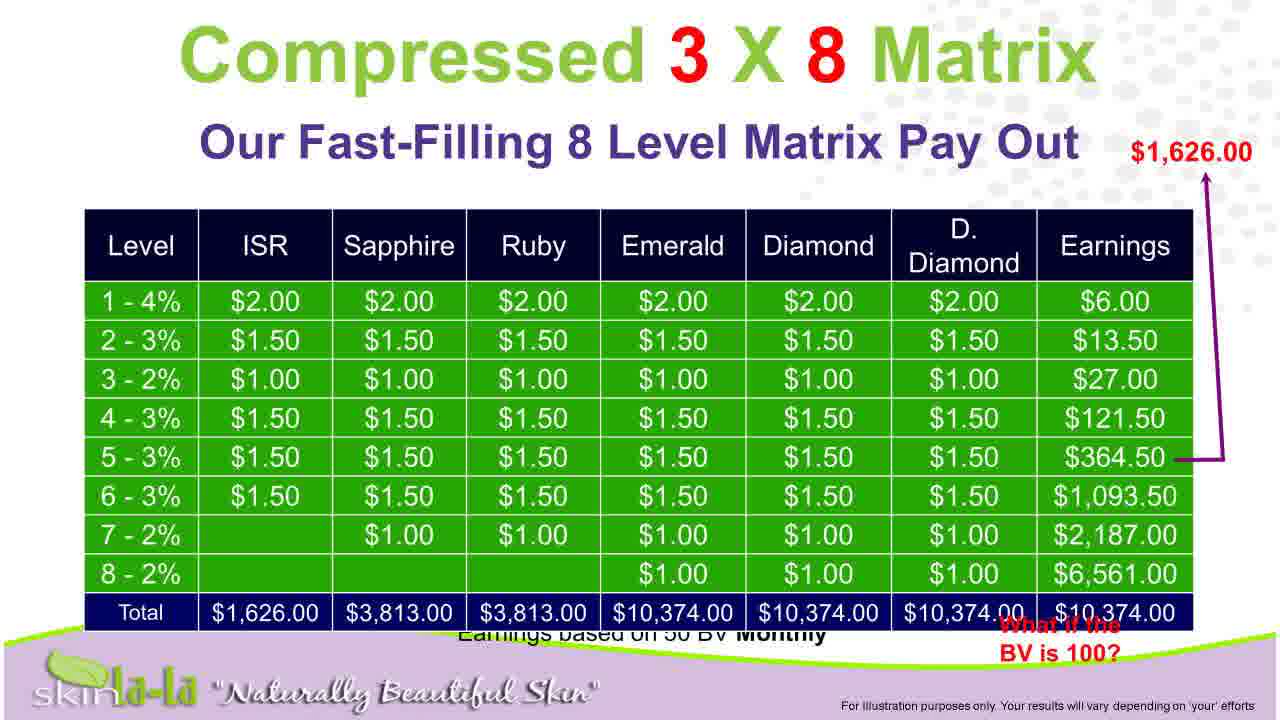 Compressed 3 X 8 Matrix
Our Fast-Filling 8 Level Matrix Pay Out
$1,626.00
Level ISR Sapphire Ruby Emerald Diamond D. Diamond Earnings
1 - 4% $2.00 $2.00 $2.00 $2.00 $2.00 $2.00 $6.00
2 - 3% $1.50 $1.50 $1.50 $1.50 $1.50 $1.50 $13.50
3 - 2% $1.00 $1.00 $1.00 $1.00 $1.00 $1.00 $27.00
4 - 3% $1.50 $1.50 $1.50 $1.50 $1.50 $1.50 $121.50
5 - 3% $1.50 $1.50 $1.50 $1.50 $1.50 $1.50 $364.50
6 - 3% $1.50 $1.50 $1.50 $1.50 $1.50 $1.50 $1,093.50
7 - 2% $1.00 $1.00 $1.00 $1.00 $1.00 $2,187.00
8 - 2% $1.00 $1.00 $1.00 $6,561.00
Total $1,626.00 $3,813.00 $3,813.00 $10,374.00 $10,374.00 $10,374.00 $10,374.00
Earnings based on 50 BV Monthly
What if the
BV is 100?
skin la-la "Naturally Beautiful Skin"
For Illustration purposes only. Your results will vary depending on 'your' efforts